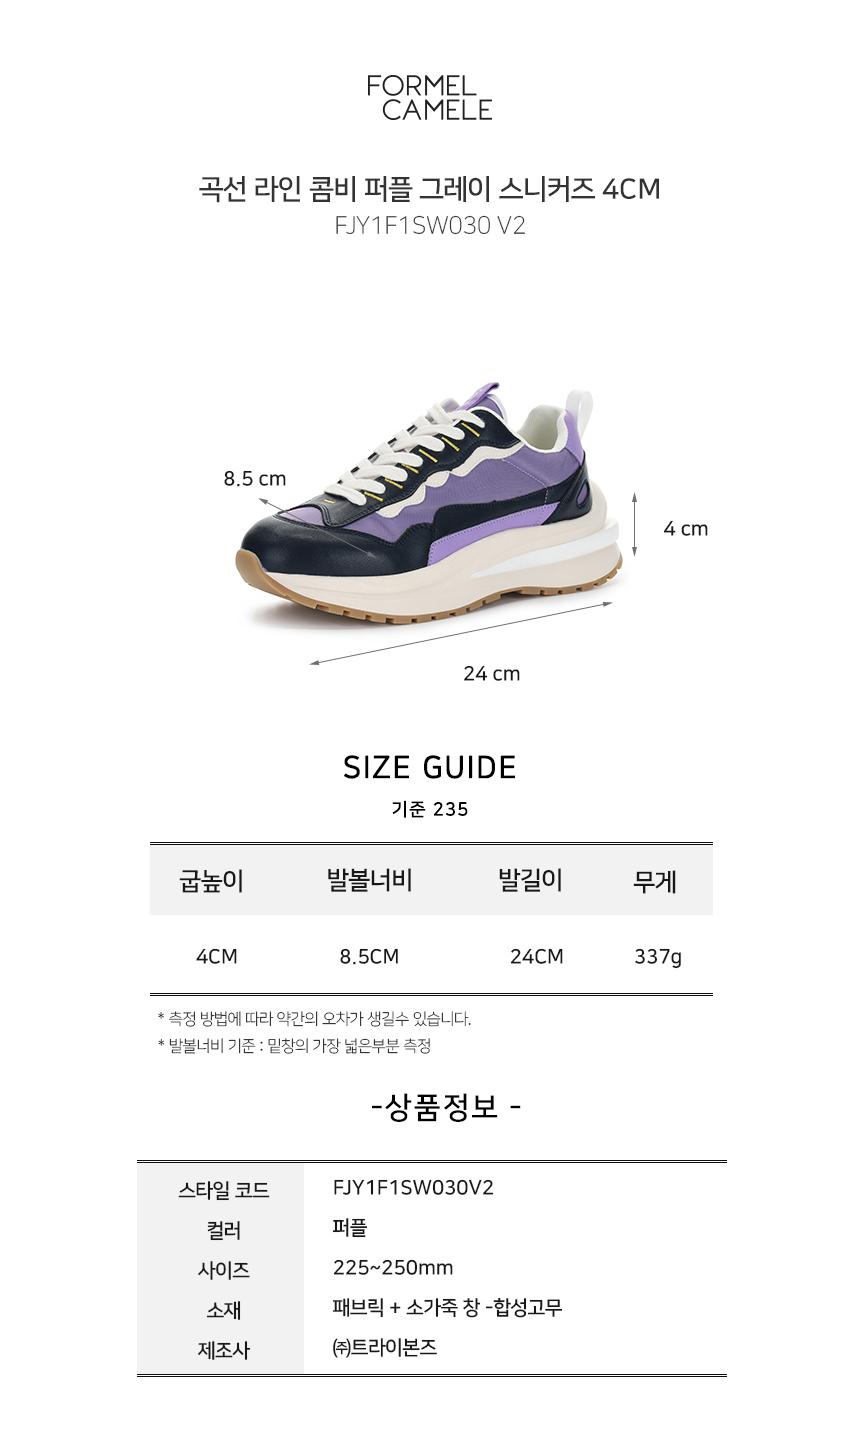 FORMEL
CAMELE
곡선 라인 콤비 퍼플 그레이 스니커즈 4CM
FJY1F1SW030 V2
8.5 cm
4 cm
24 cm
SIZE GUIDE
기준 235
굽높이 발볼너비 발길이 무게
4CM 8.5CM 24CM 337g
* 측정 방법에 따라 약간의 오차가 생길수 있습니다.
* 발볼너비 기준 : 밑창의 가장 넓은부분 측정
-상품정보 -
스타일 코드 FJY1F1SW030V2
컬러 퍼플
사이즈 225~250mm
소재 패브릭 + 소가죽 창 -합성고무
제조사 ㈜트라이본즈